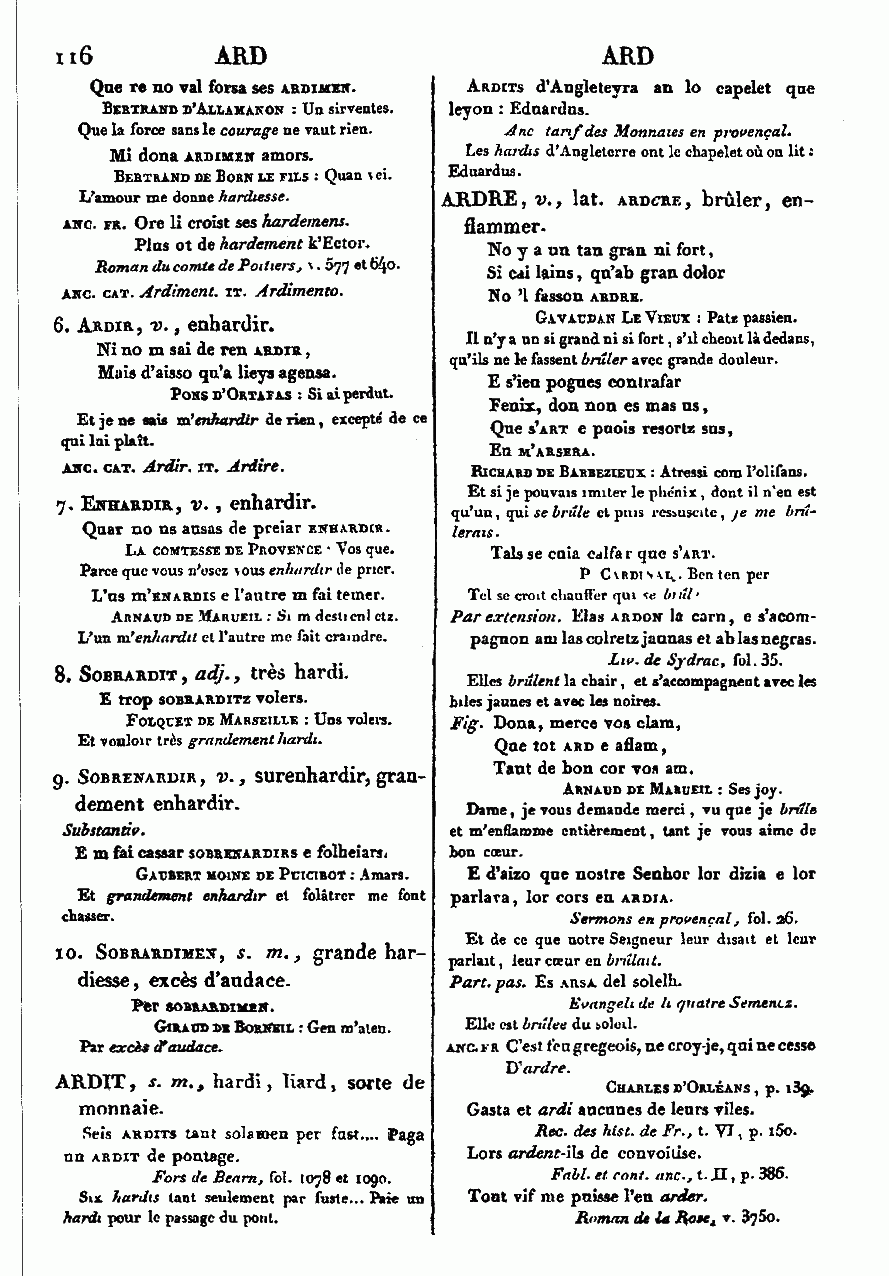 116 ARD ARD
Que re no val forsa ses ARDIMEN.
BERTRAND D'ALLAMANON : Un sirventes.
Que la force sans le courage ne vaut rien.
Mi dona ARDIMEN amors.
BERTRAND DE BORN LE FILS : Quan vei.
L'amour me donne hardiesse.
ANC. FR. Ore li croist ses hardemens.
Plus ot de hardement k'Ector.
Roman du comte de Poitiers, v. 577 et 640.
ANC. CAT. Ardiment. IT. Ardimento.
6. ARDIR, v., enhardir.
Ni no m sai de ren ARDIR,
Mais d'aisso qu'a lieys agensa.
PONS D'ORTAFAS : Si ai perdut.
Et je ne sais m'enhardir de rien, excepté de ce
qui lui plaît.
ANC. CAT. Ardir. IT. Ardire.
7. ENHARDIR, v., enhardir.
Quar no us ausas de preiar ENHARDIR.
LA COMTESSE DE PROVENCE : Vos que.
Parce que vous n'osez vous enhardir de prier.
L'us m'ENARDIS e l'autre m fai temer.
ARNAUD DE MARUEIL : Si m destienletz.
L'un m'enhardit et l'autre me fait craindre.
8. SOBRARDIT, adj., très hardi.
E trop SOBRARDITZ volers.
FOLQUET DE MARSEILLE : Uns volers.
Et vouloir très grandement hardi.
9. SOBRENARDIR, v., surenhardir, gran-
dement enhardir.
Substantiv.
E m fai cassar SOBRENARDIRS e folheiars.
GAUBERT MOINE DE PUICIBOT : Amars.
Et grandement enhardir et folâtrer me font
chasser.
10. SOBRARDIMEN, s. m., grande har-
diesse, excès d'audace.
Per SOBRARDIMEN.
GIRAUD DE BORNEIL : Gen m'aten.
Par excès d'audace.
ARDIT, s. m., hardi, liard, sorte de
monnaie.
Seis ARDITS tant solamen per fust.... Paga
un ARDIT de pontage.
Fors de Bearn, fol. 1078 et 1090.
Six hardis tant seulement par fuste... Paie un
hardi pour le passage du pont.
ARDITS d'Angleteyra an lo capelet que
leyon : Eduardus.
Anc tarif des Monnaies en provençal.
Les hardis d'Angleterre ont le chapelet où on lit :
Eduardus.
ARDRE, v., lat. ARDCRE, brûler, en-
flammer.
No y a un tan gran ni fort,
Si cai lains, qu'ab gran dolor
No 'l fasson ARDRE.
GAVAUDAN LE VIEUX : Patz passien.
Il n'y a un si grand ni si fort, s'il cheoit là dedans,
qu'ils ne le fassent brûler avec grande douleur.
E s'ieu pogues contrafar
Fenix, don non es mas us,
Que s'ART e puois resortz sus,
Eu M'ARSERA.
RICHARD DE BARBEZIEUX : Atressi com l'olifans.
Et si je pouvais imiter le phénix, dont il n'en est
qu'un, qui se brûle et puis ressuscite, je me brû-
lerais.
Tals se cuia calfar que s'ART.
P CARDINAL. Ben ten per
Tel se croit chauffer qui se brûl
Par extension. Elas ARDON la carn, e s'acom-
pagnon am las colretz jaunas et ab las negras.
Liv. de Sydrac, fol. 35.
Elles brûlent la chair, et s'accompagnent avec les
biles jaunes et avec les noires.
Fig. Dona, merce vos clam,
Que tot ARD e aflam,
Tant de bon cor vos am.
ARNAUD DE MARUEIL : Ses joy.
Dame, je vous demande merci, vu que je brûle
et m'enflamme entièrement, tant je vous aime de
bon cœur.
E d'aizo que nostre Senhor lor dizia e lor
parlava, lor cors en ARDIA.
Sermons en provençal, fol. 26.
Et de ce que notre Seigneur leur disait et leur
parlait, leur cœur en brûlait.
Part. pas. Es ARSA del solelh.
Evangeli de li quatre Sementz.
Elle est brûlée du soleil.
ANC. FR C'est feu gregeois, ne croy-je, qui ne cesse
D'ardre.
CHARLES D'ORLÉANS, p. 139.
Gasta et ardi aucunes de leurs viles.
Rec. des hist. de Fr., t. VI, p. 150.
Lors ardent-ils de convoitise.
Fabl. et cont. anc., t. II, p. 386.
Tout vif me puisse l'en arder.
Roman de la Rose, v. 3750.